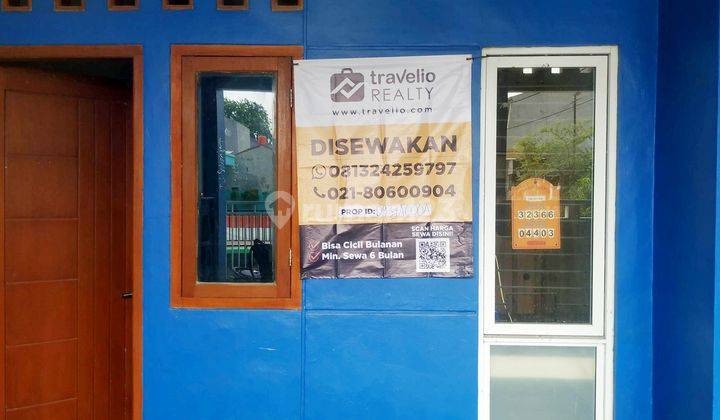 travelio
REALTY
www.travelio.com
DISEWAKAN
081324259797
021-80600904
PROP ID:
SCAN HARGA
SEWA DISINI!
Bisa Cicil Bulanan
Min. Sewa 6 Bulan
32366
04403